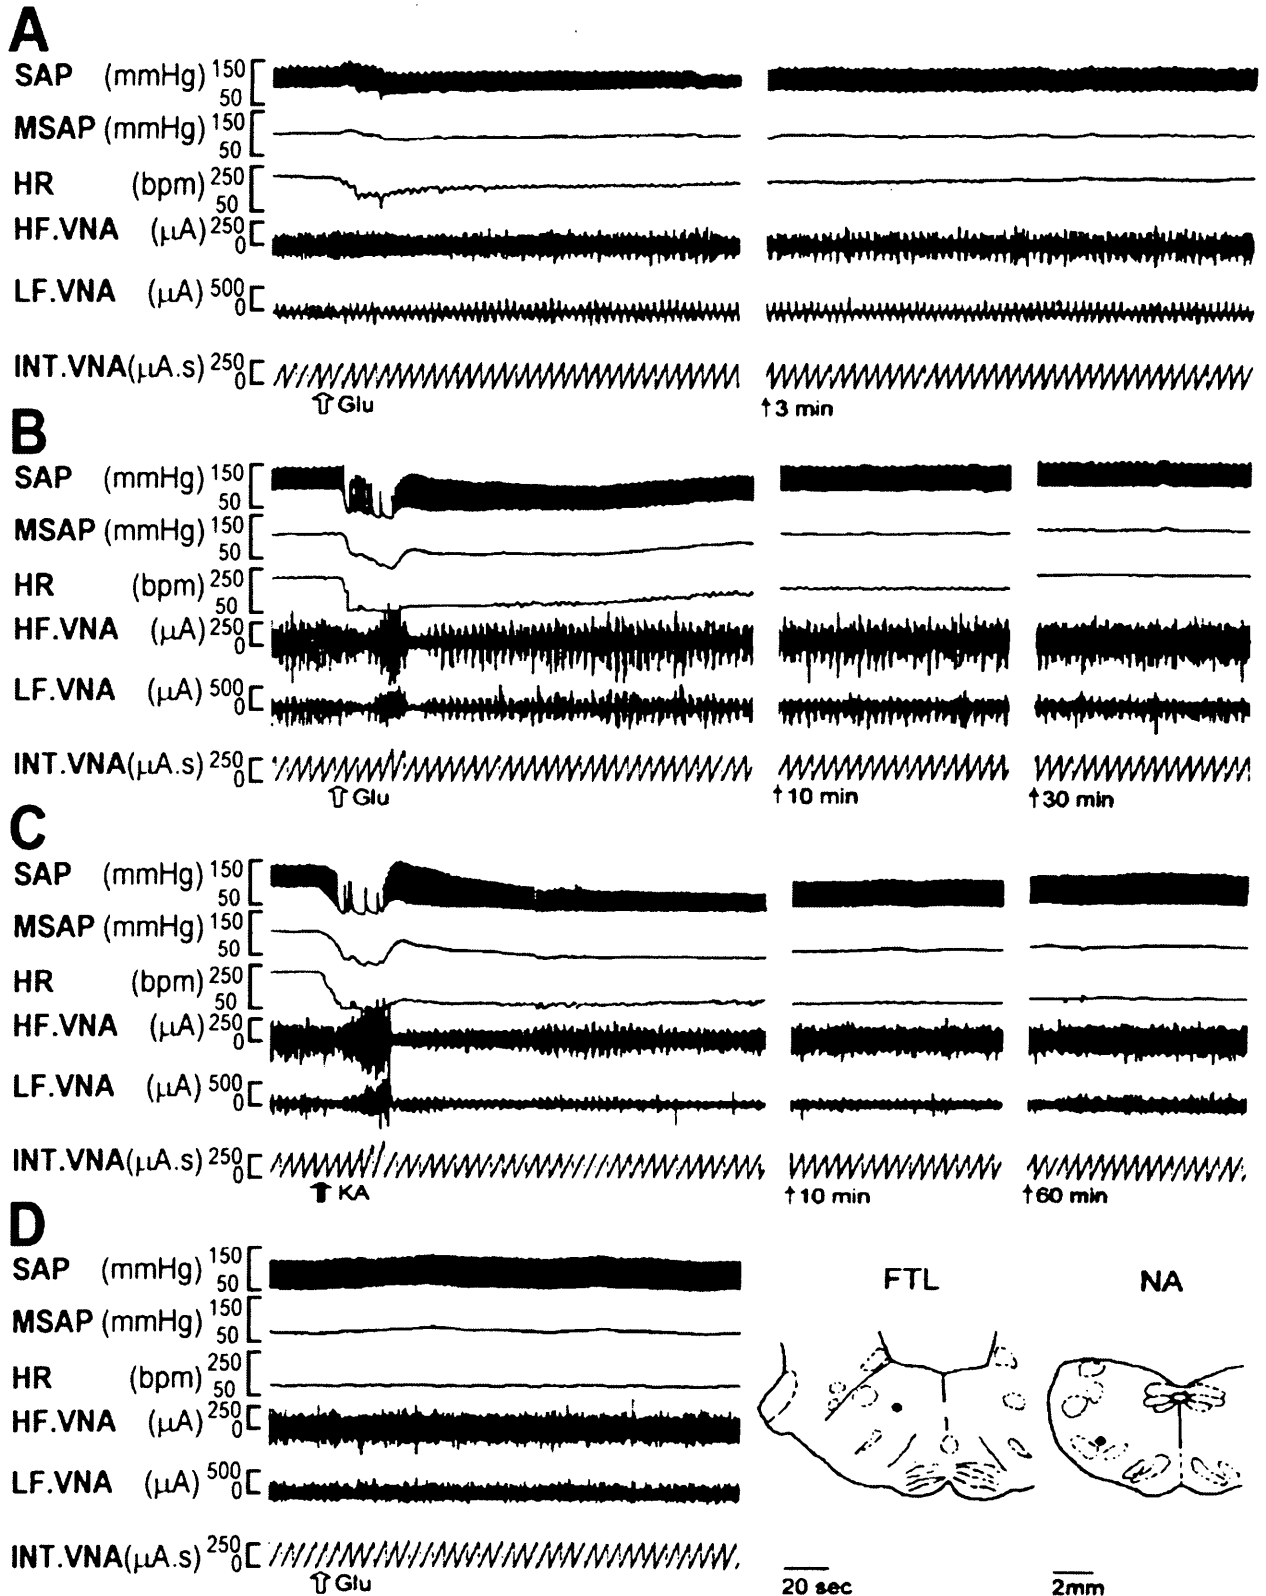 A
SAP (mmHg) 150
50
MSAP (mmHg) 150
50
HR (bpm) 250
50
HF.VNA (μA) 250
0
LF.VNA (μA) 500
0
INT.VNA(μA.s) 250
0
Glu
3 min
B
SAP (mmHg) 150
50
MSAP (mmHg) 150
50
HR (bpm) 250
50
HF.VNA (μA) 250
0
LF.VNA (μA) 500
0
INT.VNA(μA.s) 250
0
Glu
10 min
30 min
C
SAP (mmHg) 150
50
MSAP (mmHg) 150
50
HR (bpm) 250
50
HF.VNA (μA) 250
0
LF.VNA (μA) 500
0
INT.VNA(μA.s) 250
0
KA
10 min
60 min
D
SAP (mmHg) 150
50
MSAP (mmHg) 150
50
HR (bpm) 250
50
HF.VNA (μA) 250
0
LF.VNA (μA) 500
0
INT.VNA(μA.s) 250
0
Glu
FTL NA
20 sec 2mm